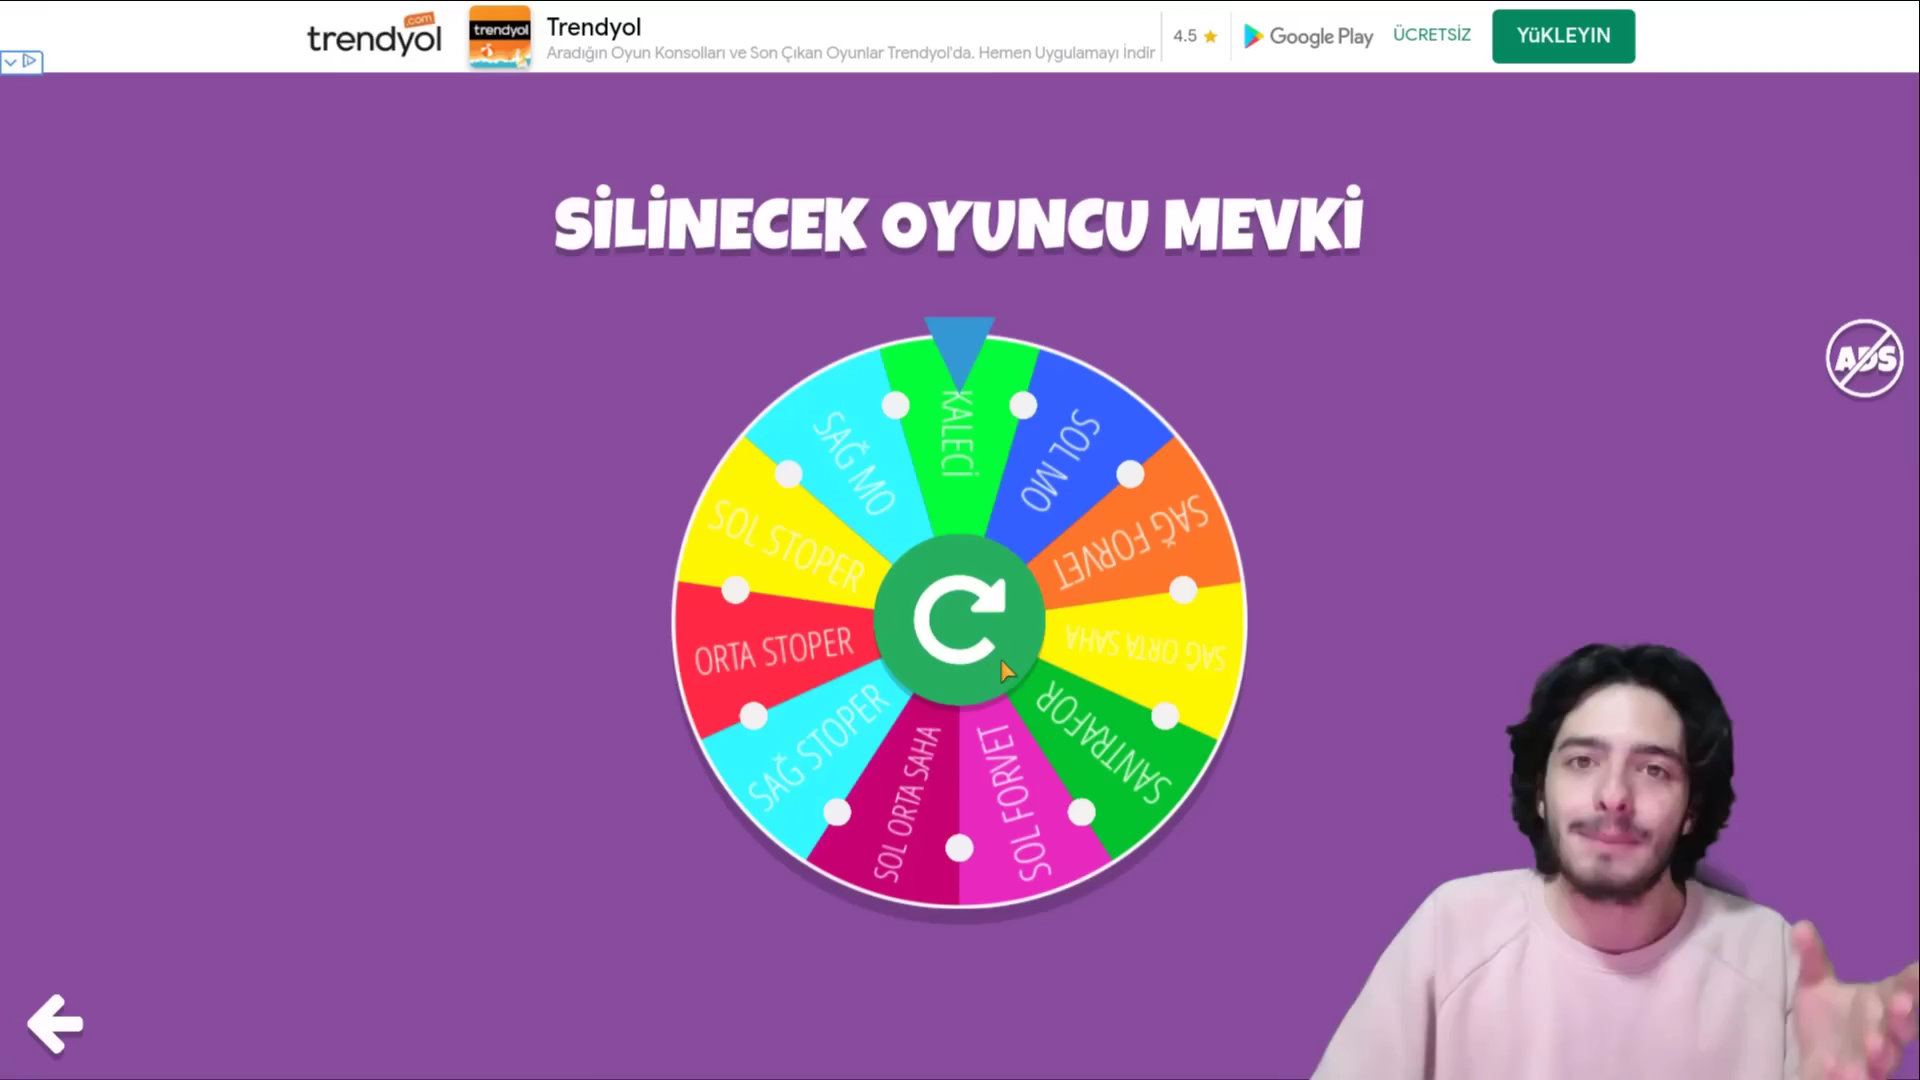 trendyol
.com
trendyol
Trendyol
Aradığın Oyun Konsolları ve Son Çıkan Oyunlar Trendyol'da. Hemen Uygulamayı İndir
4.5
Google Play
ÜCRETSİZ
YüKLEYIN
SİLİNECEK OYUNCU MEVKİ
ADS
KALECİ
SOL MO
SAĞ FORVET
SAĞ ORTA SAHA
SANTRAFOR
SOL FORVET
SOL ORTA SAHA
SAĞ STOPER
ORTA STOPER
SOL STOPER
SAĞ MO